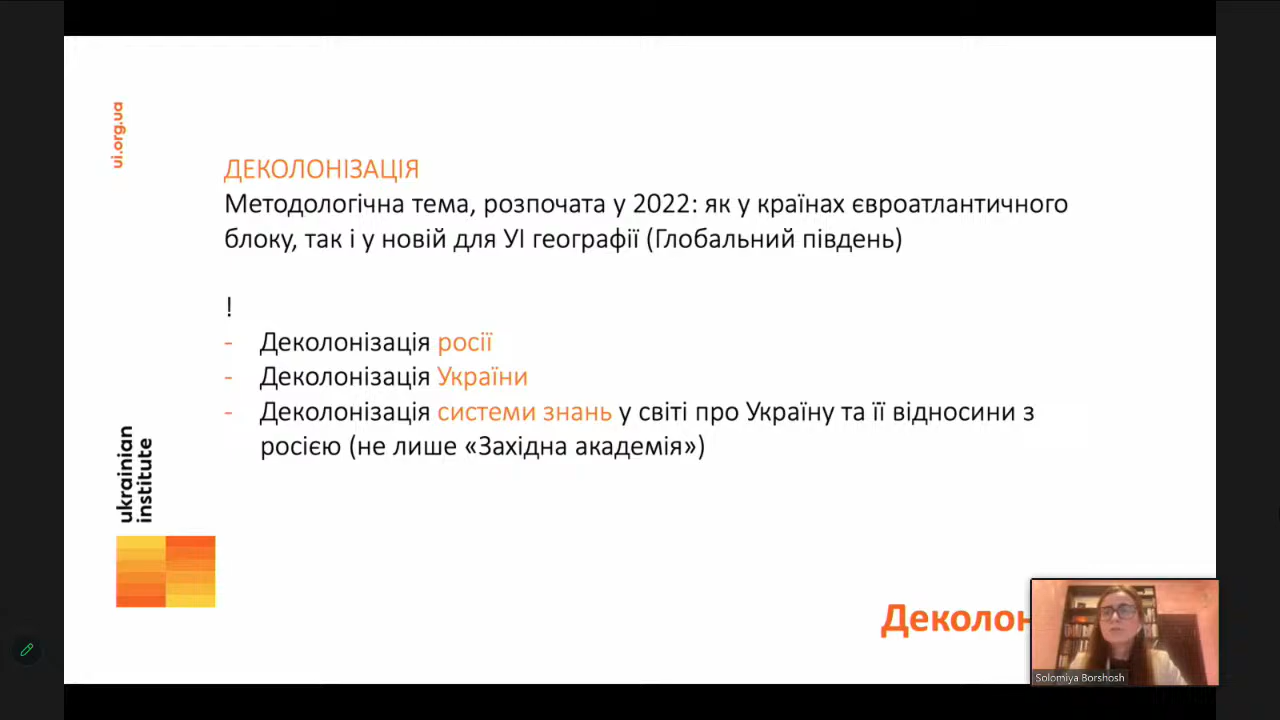 ui.org.ua
ДЕКОЛОНІЗАЦІЯ
Методологічна тема, розпочата у 2022: як у країнах євроатлантичного
блоку, так і у новій для УІ географії (Глобальний південь)
!
- Деколонізація росії
- Деколонізація України
- Деколонізація системи знань у світі про Україну та її відносини з
росією (не лише «Західна академія»)
ukrainian
institute
Solomiya Borshosh